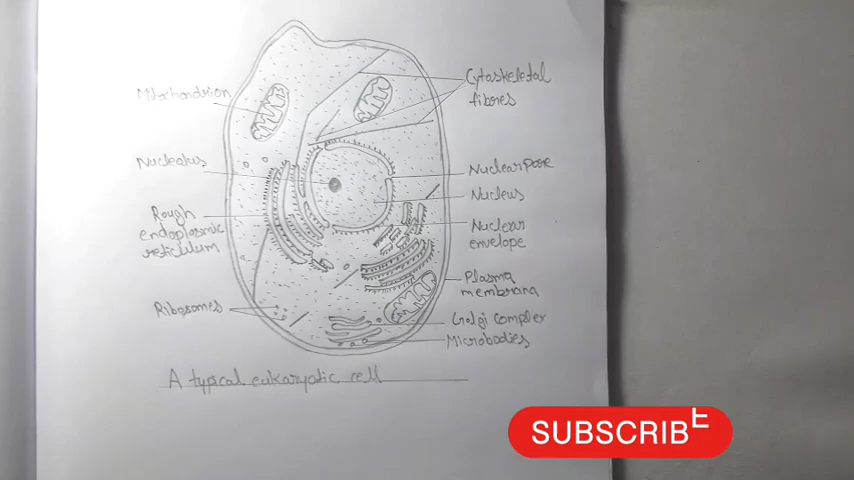 Mitochondrion
Nucleolus
Rough
endoplasmic
reticulum
Ribosomes
Cytoskeletal
fibres
Nuclear pore
Nucleus
Nuclear
envelope
Plasma
membrana
Golgi complex
Microbodies
A typical eukaryotic cell
SUBSCRIBE